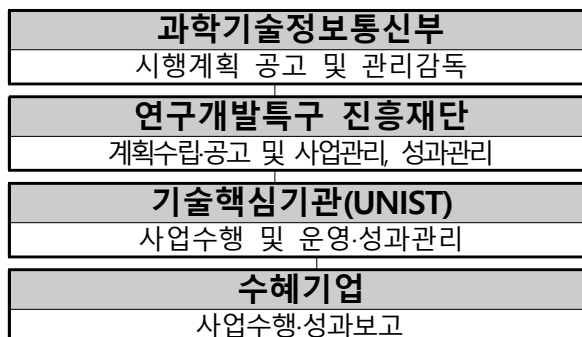 과학기술정보통신부
시행계획 공고 및 관리감독
연구개발특구 진흥재단
계획수립·공고 및 사업관리, 성과관리
기술핵심기관(UNIST)
사업수행 및 운영·성과관리
수혜기업
사업수행·성과보고